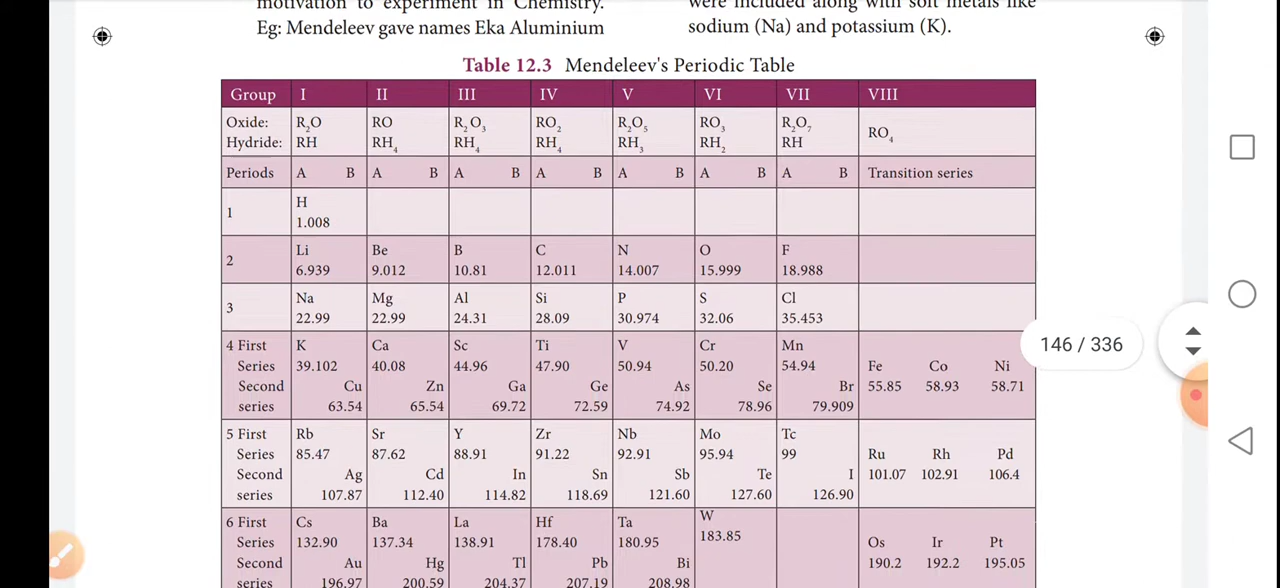 motivation to experiment in Chemistry.
Eg: Mendeleev gave names Eka Aluminium
were included along with soft metals like
sodium (Na) and potassium (K).
Table 12.3 Mendeleev's Periodic Table
Group I II III IV V VI VII VIII
Oxide: R₂O RO R₂O₃ RO₂ R₂O₅ RO₃ R₂O₇ RO₄
Hydride: RH RH₄ RH₄ RH₄ RH₃ RH₂ RH
Periods A B A B A B A B A B A B A B Transition series
1 H
1.008
2 Li Be B C N O F
6.939 9.012 10.81 12.011 14.007 15.999 18.988
3 Na Mg Al Si P S Cl
22.99 22.99 24.31 28.09 30.974 32.06 35.453
4 First K Ca Sc Ti V Cr Mn
Series 39.102 40.08 44.96 47.90 50.94 50.20 54.94 Fe Co Ni
Second Cu Zn Ga Ge As Se Br 55.85 58.93 58.71
series 63.54 65.54 69.72 72.59 74.92 78.96 79.909
5 First Rb Sr Y Zr Nb Mo Tc
Series 85.47 87.62 88.91 91.22 92.91 95.94 99 Ru Rh Pd
Second Ag Cd In Sn Sb Te I 101.07 102.91 106.4
series 107.87 112.40 114.82 118.69 121.60 127.60 126.90
6 First Cs Ba La Hf Ta W
Series 132.90 137.34 138.91 178.40 180.95 183.85 Os Ir Pt
Second Au Hg Tl Pb Bi 190.2 192.2 195.05
series 196.97 200.59 204.37 207.19 208.98
146 / 336